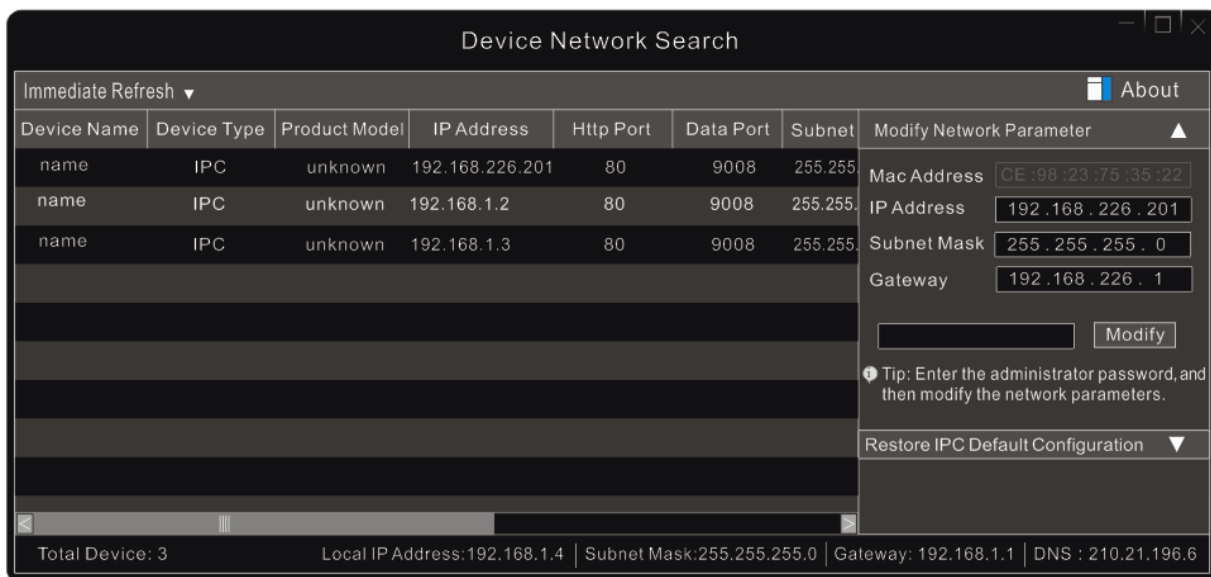 Device Network Search
Immediate Refresh
About
Device Name Device Type Product Model IP Address Http Port Data Port Subnet
name IPC unknown 192.168.226.201 80 9008 255.255.
name IPC unknown 192.168.1.2 80 9008 255.255.
name IPC unknown 192.168.1.3 80 9008 255.255.
Modify Network Parameter
Mac Address CE:98:23:75:35:22
IP Address 192.168.226.201
Subnet Mask 255.255.255.0
Gateway 192.168.226.1
Modify
Tip: Enter the administrator password, and
then modify the network parameters.
Restore IPC Default Configuration
Total Device: 3 Local IP Address:192.168.1.4 Subnet Mask:255.255.255.0 Gateway: 192.168.1.1 DNS : 210.21.196.6